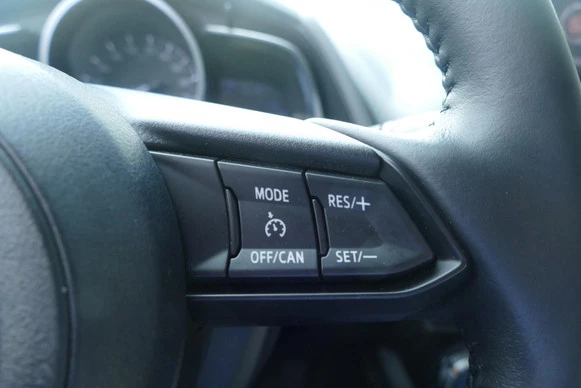 MODE
RES/+
OFF/CAN
SET/—